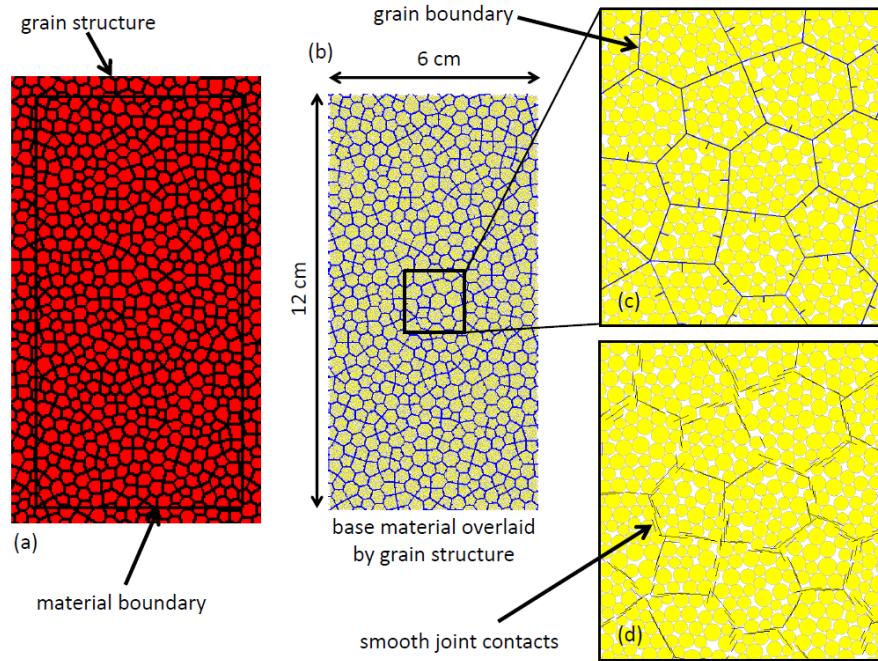 grain structure
(a)
material boundary
(b)
6 cm
12 cm
base material overlaid
by grain structure
grain boundary
(c)
smooth joint contacts
(d)